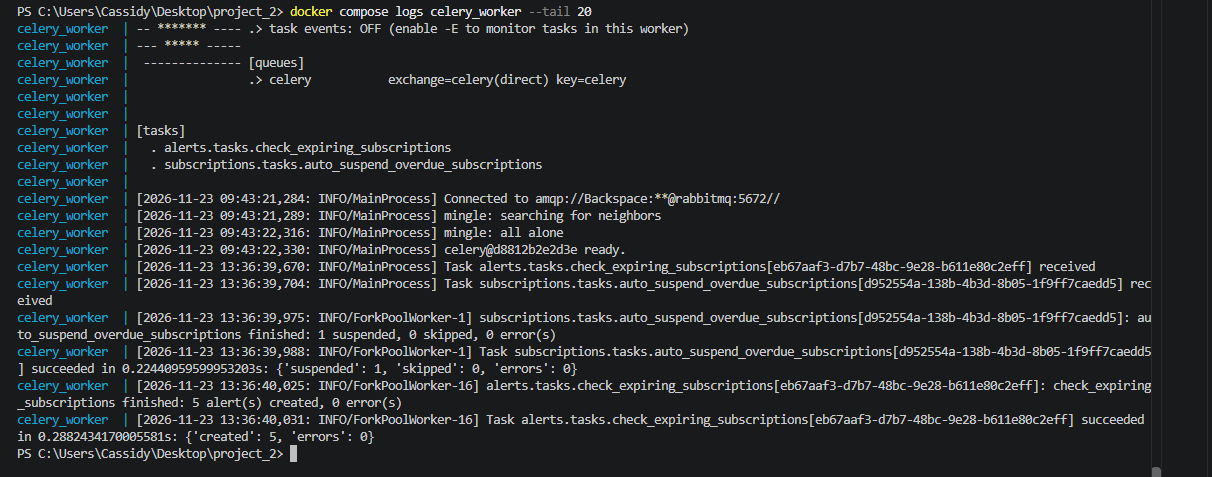 PS C:\Users\Cassidy\Desktop\project_2> docker compose logs celery_worker --tail 20
celery_worker  | -- ******* ---- .> task events: OFF (enable -E to monitor tasks in this worker)
celery_worker  | --- ***** -----
celery_worker  |  -------------- [queues]
celery_worker  |                 .> celery           exchange=celery(direct) key=celery
celery_worker  |
celery_worker  |
celery_worker  | [tasks]
celery_worker  |   . alerts.tasks.check_expiring_subscriptions
celery_worker  |   . subscriptions.tasks.auto_suspend_overdue_subscriptions
celery_worker  |
celery_worker  | [2026-11-23 09:43:21,284: INFO/MainProcess] Connected to amqp://Backspace:**@rabbitmq:5672//
celery_worker  | [2026-11-23 09:43:21,289: INFO/MainProcess] mingle: searching for neighbors
celery_worker  | [2026-11-23 09:43:22,316: INFO/MainProcess] mingle: all alone
celery_worker  | [2026-11-23 09:43:22,330: INFO/MainProcess] celery@d8812b2e2d3e ready.
celery_worker  | [2026-11-23 13:36:39,670: INFO/MainProcess] Task alerts.tasks.check_expiring_subscriptions[eb67aaf3-d7b7-48bc-9e28-b611e80c2eff] received
celery_worker  | [2026-11-23 13:36:39,704: INFO/MainProcess] Task subscriptions.tasks.auto_suspend_overdue_subscriptions[d952554a-138b-4b3d-8b05-1f9ff7caedd5] rec
eived
celery_worker  | [2026-11-23 13:36:39,975: INFO/ForkPoolWorker-1] subscriptions.tasks.auto_suspend_overdue_subscriptions[d952554a-138b-4b3d-8b05-1f9ff7caedd5]: au
to_suspend_overdue_subscriptions finished: 1 suspended, 0 skipped, 0 error(s)
celery_worker  | [2026-11-23 13:36:39,988: INFO/ForkPoolWorker-1] Task subscriptions.tasks.auto_suspend_overdue_subscriptions[d952554a-138b-4b3d-8b05-1f9ff7caedd5
] succeeded in 0.22440959599953203s: {'suspended': 1, 'skipped': 0, 'errors': 0}
celery_worker  | [2026-11-23 13:36:40,025: INFO/ForkPoolWorker-16] alerts.tasks.check_expiring_subscriptions[eb67aaf3-d7b7-48bc-9e28-b611e80c2eff]: check_expiring
_subscriptions finished: 5 alert(s) created, 0 error(s)
celery_worker  | [2026-11-23 13:36:40,031: INFO/ForkPoolWorker-16] Task alerts.tasks.check_expiring_subscriptions[eb67aaf3-d7b7-48bc-9e28-b611e80c2eff] succeeded
in 0.2882434170005581s: {'created': 5, 'errors': 0}
PS C:\Users\Cassidy\Desktop\project_2>